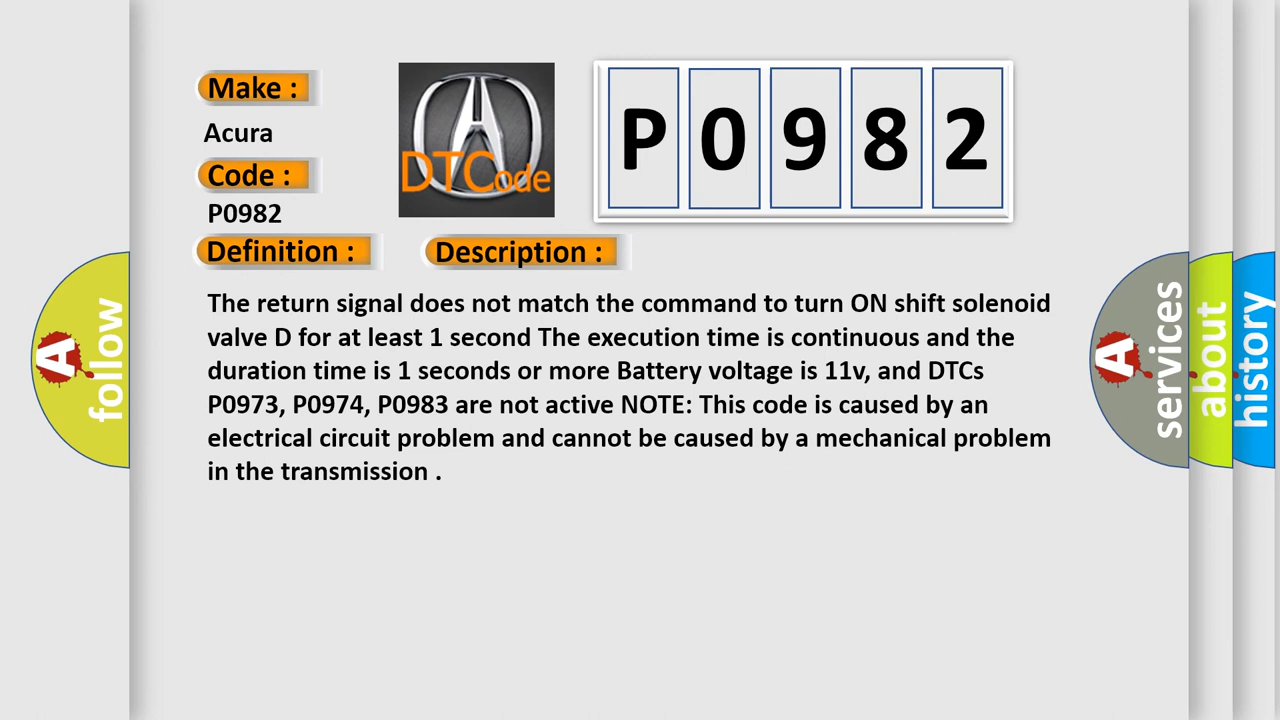 Make :
Acura
Code :
P0982
Definition :
Description :
DTCode
P0982
The return signal does not match the command to turn ON shift solenoid
valve D for at least 1 second The execution time is continuous and the
duration time is 1 seconds or more Battery voltage is 11v, and DTCs
P0973, P0974, P0983 are not active NOTE: This code is caused by an
electrical circuit problem and cannot be caused by a mechanical problem
in the transmission .
A follow
A services
about
history